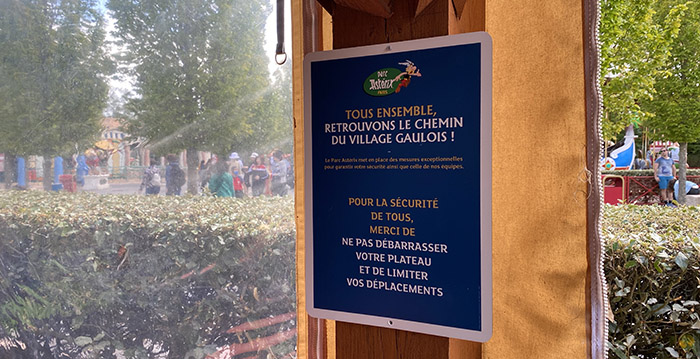 PARC
Astérix
PARIS
TOUS ENSEMBLE,
RETROUVONS LE CHEMIN
DU VILLAGE GAULOIS !
Le Parc Astérix met en place des mesures exceptionnelles
pour garantir votre sécurité ainsi que celle de nos équipes.
POUR LA SÉCURITÉ
DE TOUS,
MERCI DE
NE PAS DÉBARRASSER
VOTRE PLATEAU
ET DE LIMITER
VOS DÉPLACEMENTS